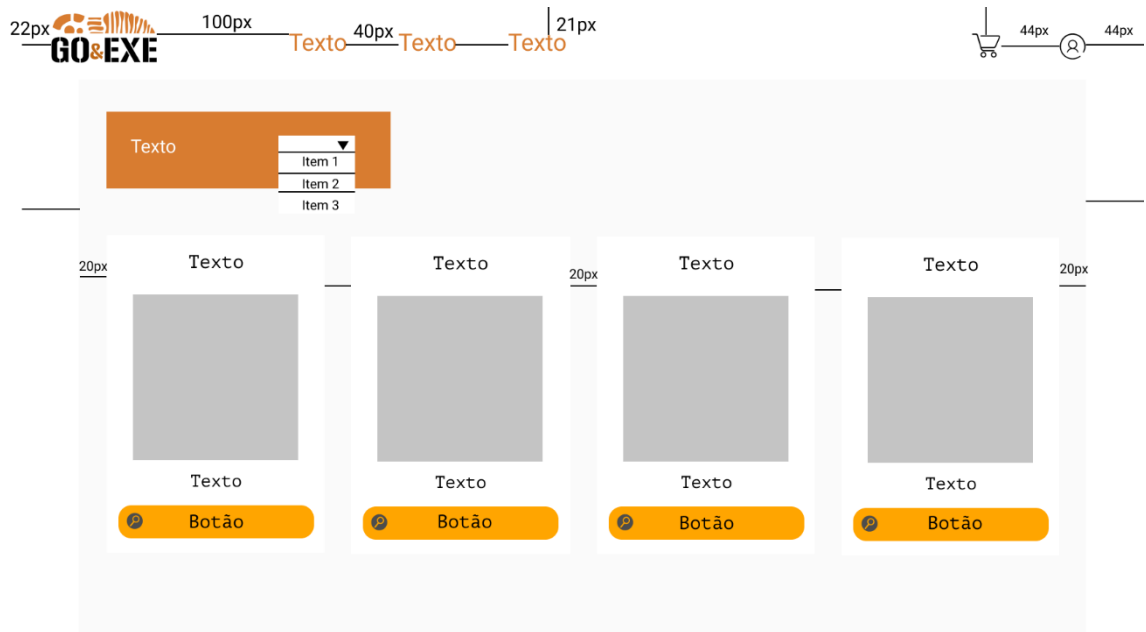 22px
100px
40px
21px
44px
44px
GO&EXE
Texto
Texto
Texto
Texto
Item 1
Item 2
Item 3
20px
20px
20px
Texto
Texto
Texto
Texto
Texto
Texto
Texto
Texto
Botão
Botão
Botão
Botão